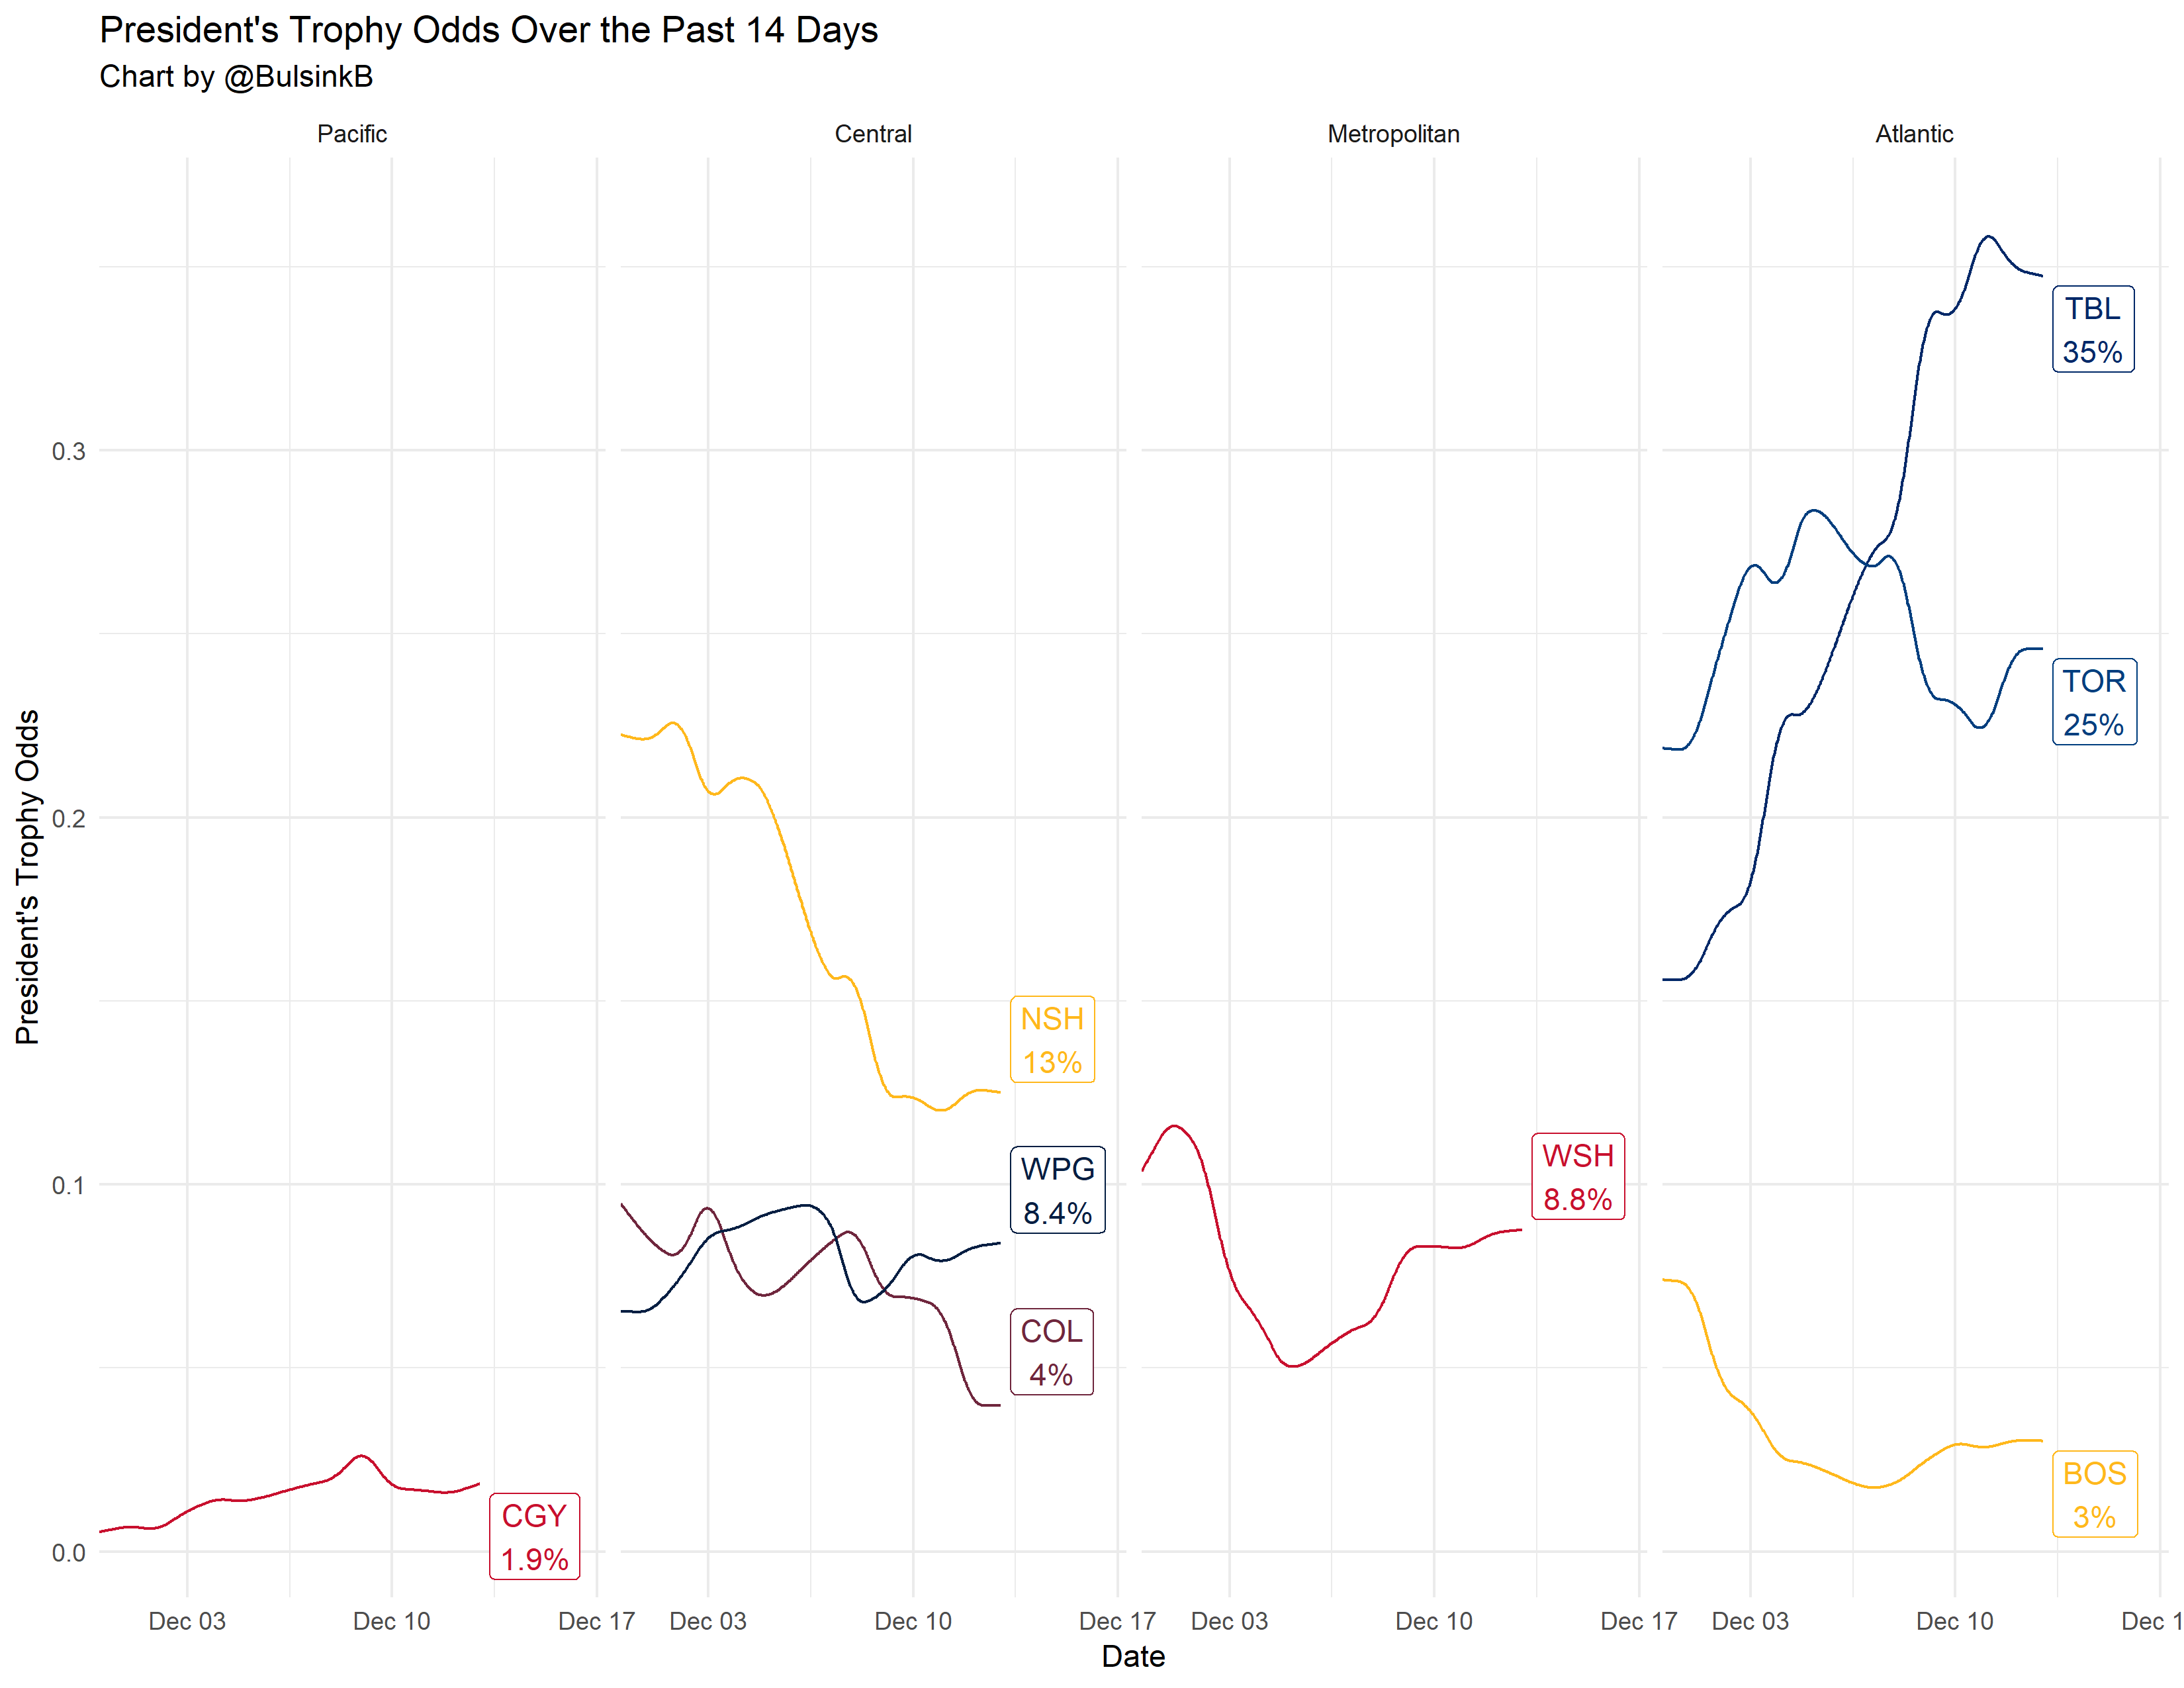 President's Trophy Odds Over the Past 14 Days
Chart by @BulsinkB
Pacific
Central
Metropolitan
Atlantic
President's Trophy Odds
0.3
0.2
0.1
0.0
CGY
1.9%
NSH
13%
WPG
8.4%
COL
4%
WSH
8.8%
TBL
35%
TOR
25%
BOS
3%
Dec 03
Dec 10
Dec 17
Dec 03
Dec 10
Dec 17
Dec 03
Dec 10
Dec 17
Dec 03
Dec 10
Dec 1
Date